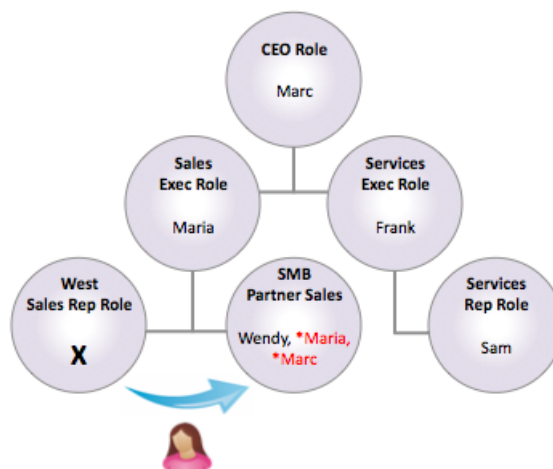 CEO Role
Marc
Sales
Exec Role
Maria
Services
Exec Role
Frank
West
Sales Rep Role
X
SMB
Partner Sales
Wendy, *Maria,
*Marc
Services
Rep Role
Sam